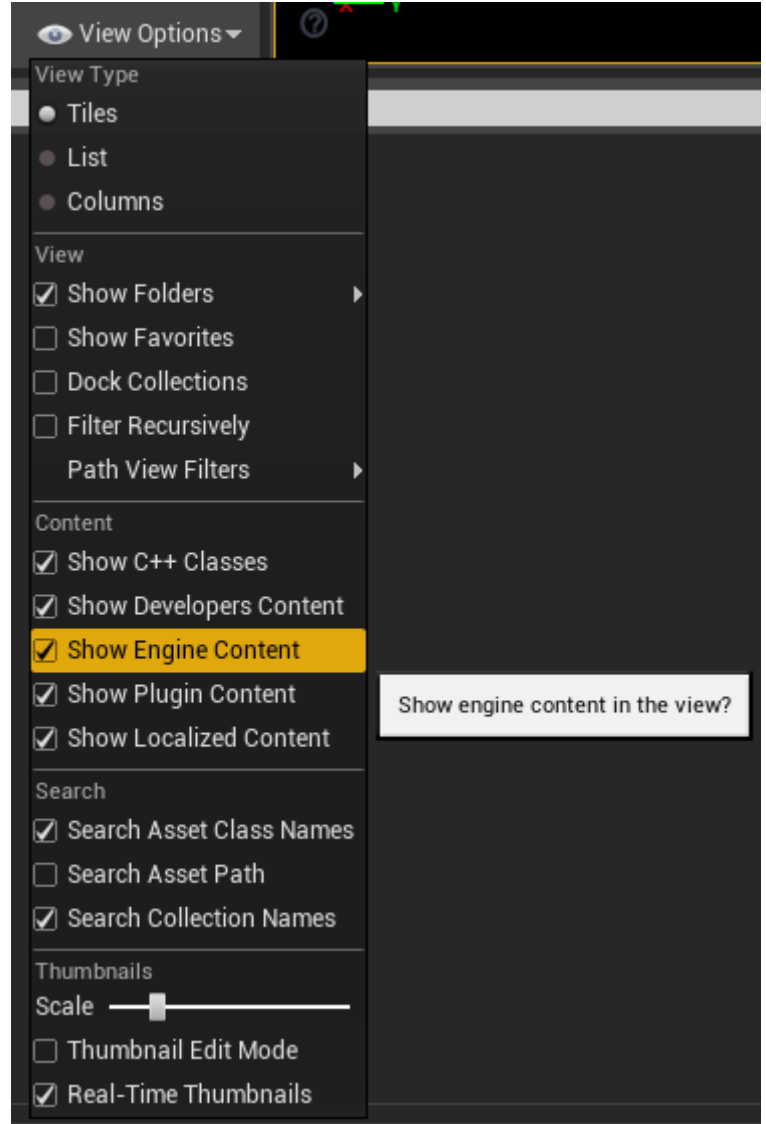 View Options
View Type
Tiles
List
Columns
View
Show Folders
Show Favorites
Dock Collections
Filter Recursively
Path View Filters
Content
Show C++ Classes
Show Developers Content
Show Engine Content
Show Plugin Content
Show engine content in the view?
Show Localized Content
Search
Search Asset Class Names
Search Asset Path
Search Collection Names
Thumbnails
Scale
Thumbnail Edit Mode
Real-Time Thumbnails